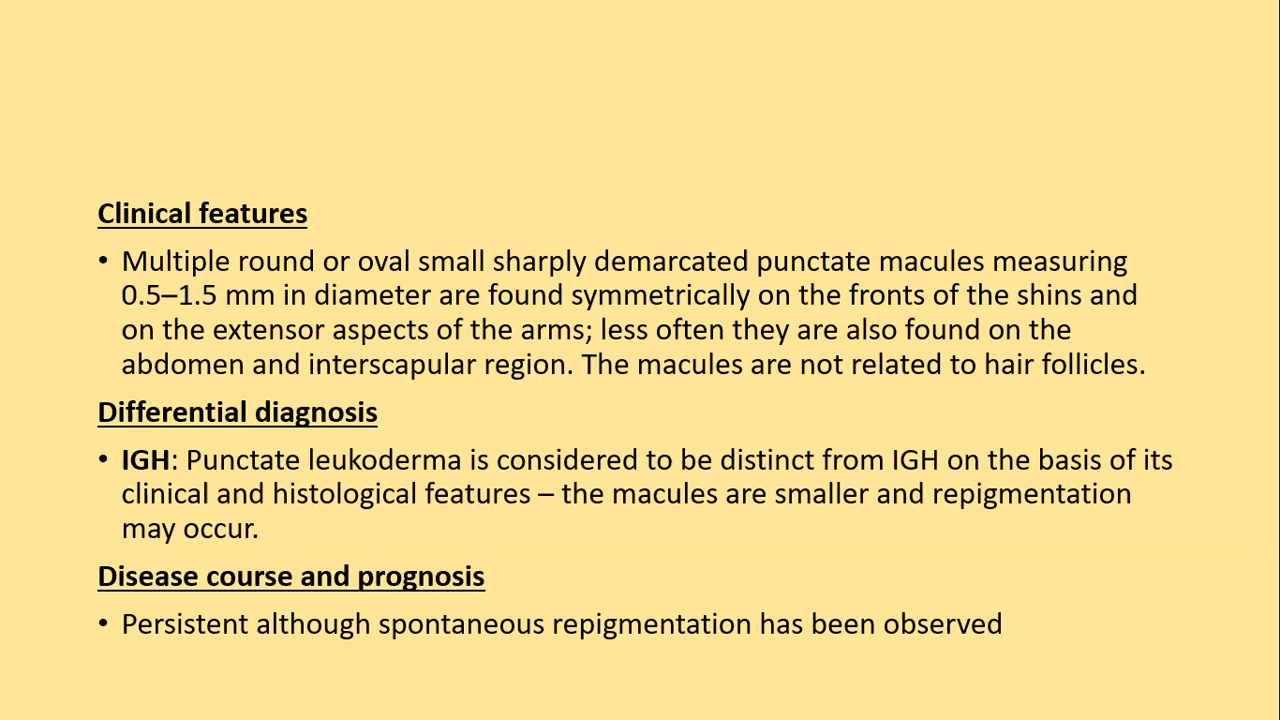 Clinical features
• Multiple round or oval small sharply demarcated punctate macules measuring
0.5–1.5 mm in diameter are found symmetrically on the fronts of the shins and
on the extensor aspects of the arms; less often they are also found on the
abdomen and interscapular region. The macules are not related to hair follicles.
Differential diagnosis
• IGH: Punctate leukoderma is considered to be distinct from IGH on the basis of its
clinical and histological features – the macules are smaller and repigmentation
may occur.
Disease course and prognosis
• Persistent although spontaneous repigmentation has been observed